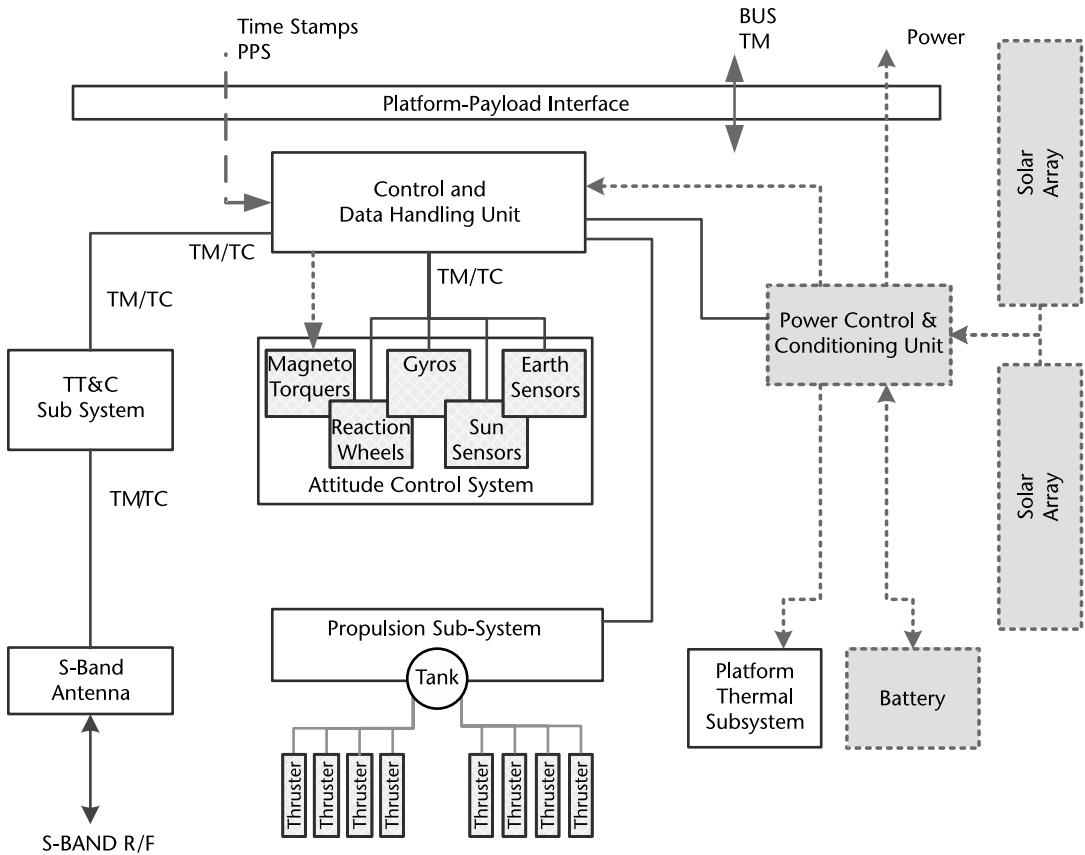 Time Stamps
PPS
BUS
TM
Power
Platform-Payload Interface
Solar
Array
Control and
Data Handling Unit
TM/TC
TM/TC
TM/TC
Power Control &
Conditioning Unit
TT&C
Sub System
Magneto
Torquers
Gyros
Earth
Sensors
Reaction
Wheels
Sun
Sensors
Attitude Control System
TM/TC
Solar
Array
Propulsion Sub-System
Tank
S-Band
Antenna
Platform
Thermal
Subsystem
Battery
Thruster
Thruster
Thruster
Thruster
Thruster
Thruster
Thruster
Thruster
S-BAND R/F